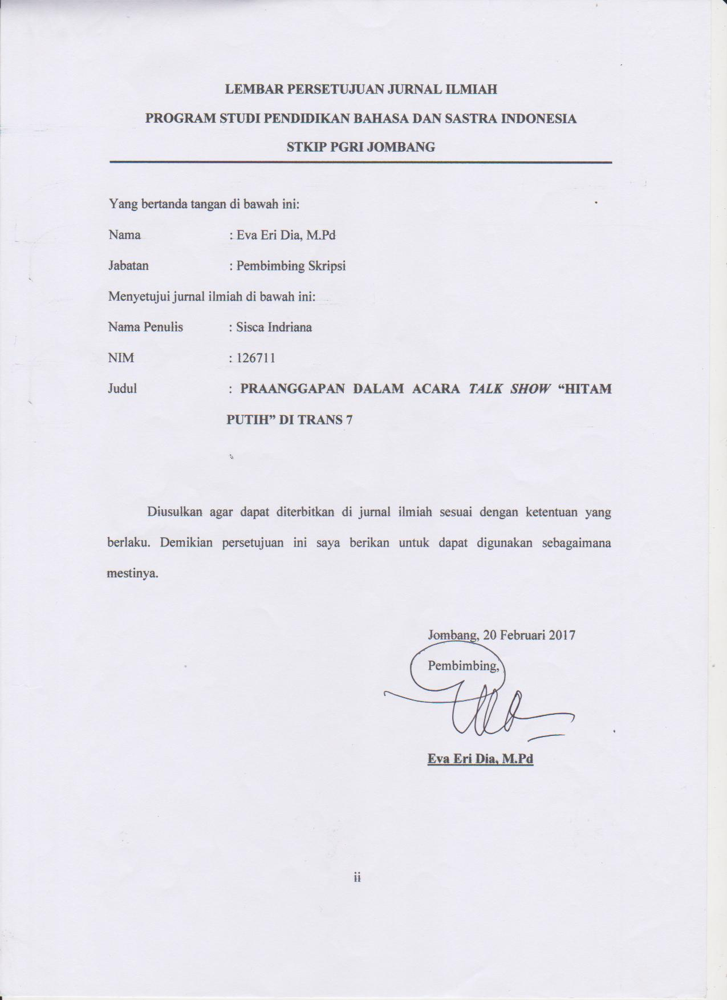 LEMBAR PERSETUJUAN JURNAL ILMIAH
PROGRAM STUDI PENDIDIKAN BAHASA DAN SASTRA INDONESIA
STKIP PGRI JOMBANG
Yang bertanda tangan di bawah ini:
Nama : Eva Eri Dia, M.Pd
Jabatan : Pembimbing Skripsi
Menyetujui jurnal ilmiah di bawah ini:
Nama Penulis : Sisca Indriana
NIM : 126711
Judul : PRAANGGAPAN DALAM ACARA TALK SHOW “HITAM
PUTIH” DI TRANS 7
Diusulkan agar dapat diterbitkan di jurnal ilmiah sesuai dengan ketentuan yang
berlaku. Demikian persetujuan ini saya berikan untuk dapat digunakan sebagaimana
mestinya.
Jombang, 20 Februari 2017
Pembimbing,
Eva Eri Dia, M.Pd
ii